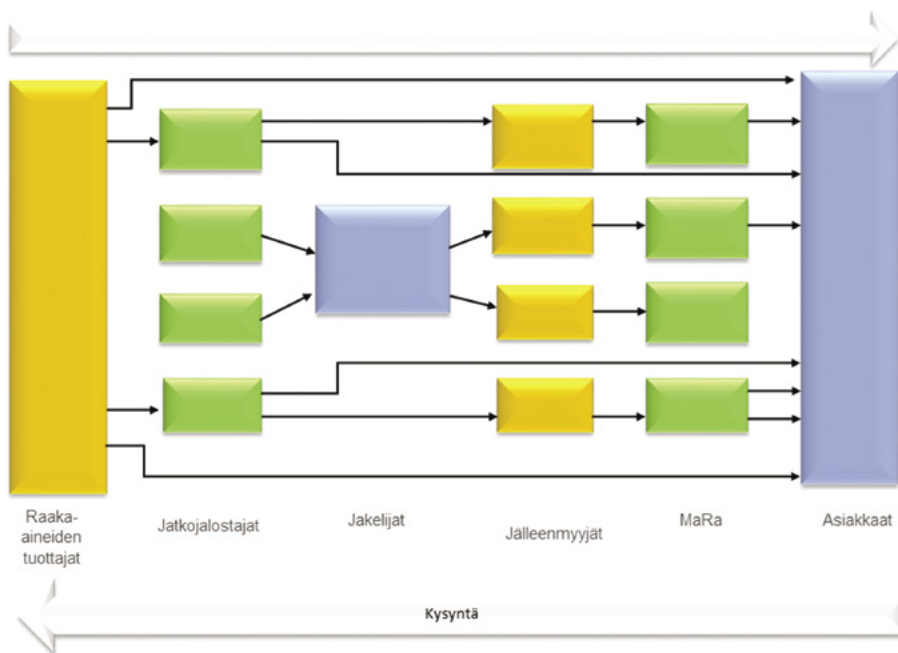 Raaka-
aineiden
tuottajat
Jatkojalostajat
Jakelijat
Jälleenmyyjät
MaRa
Asiakkaat
Kysyntä